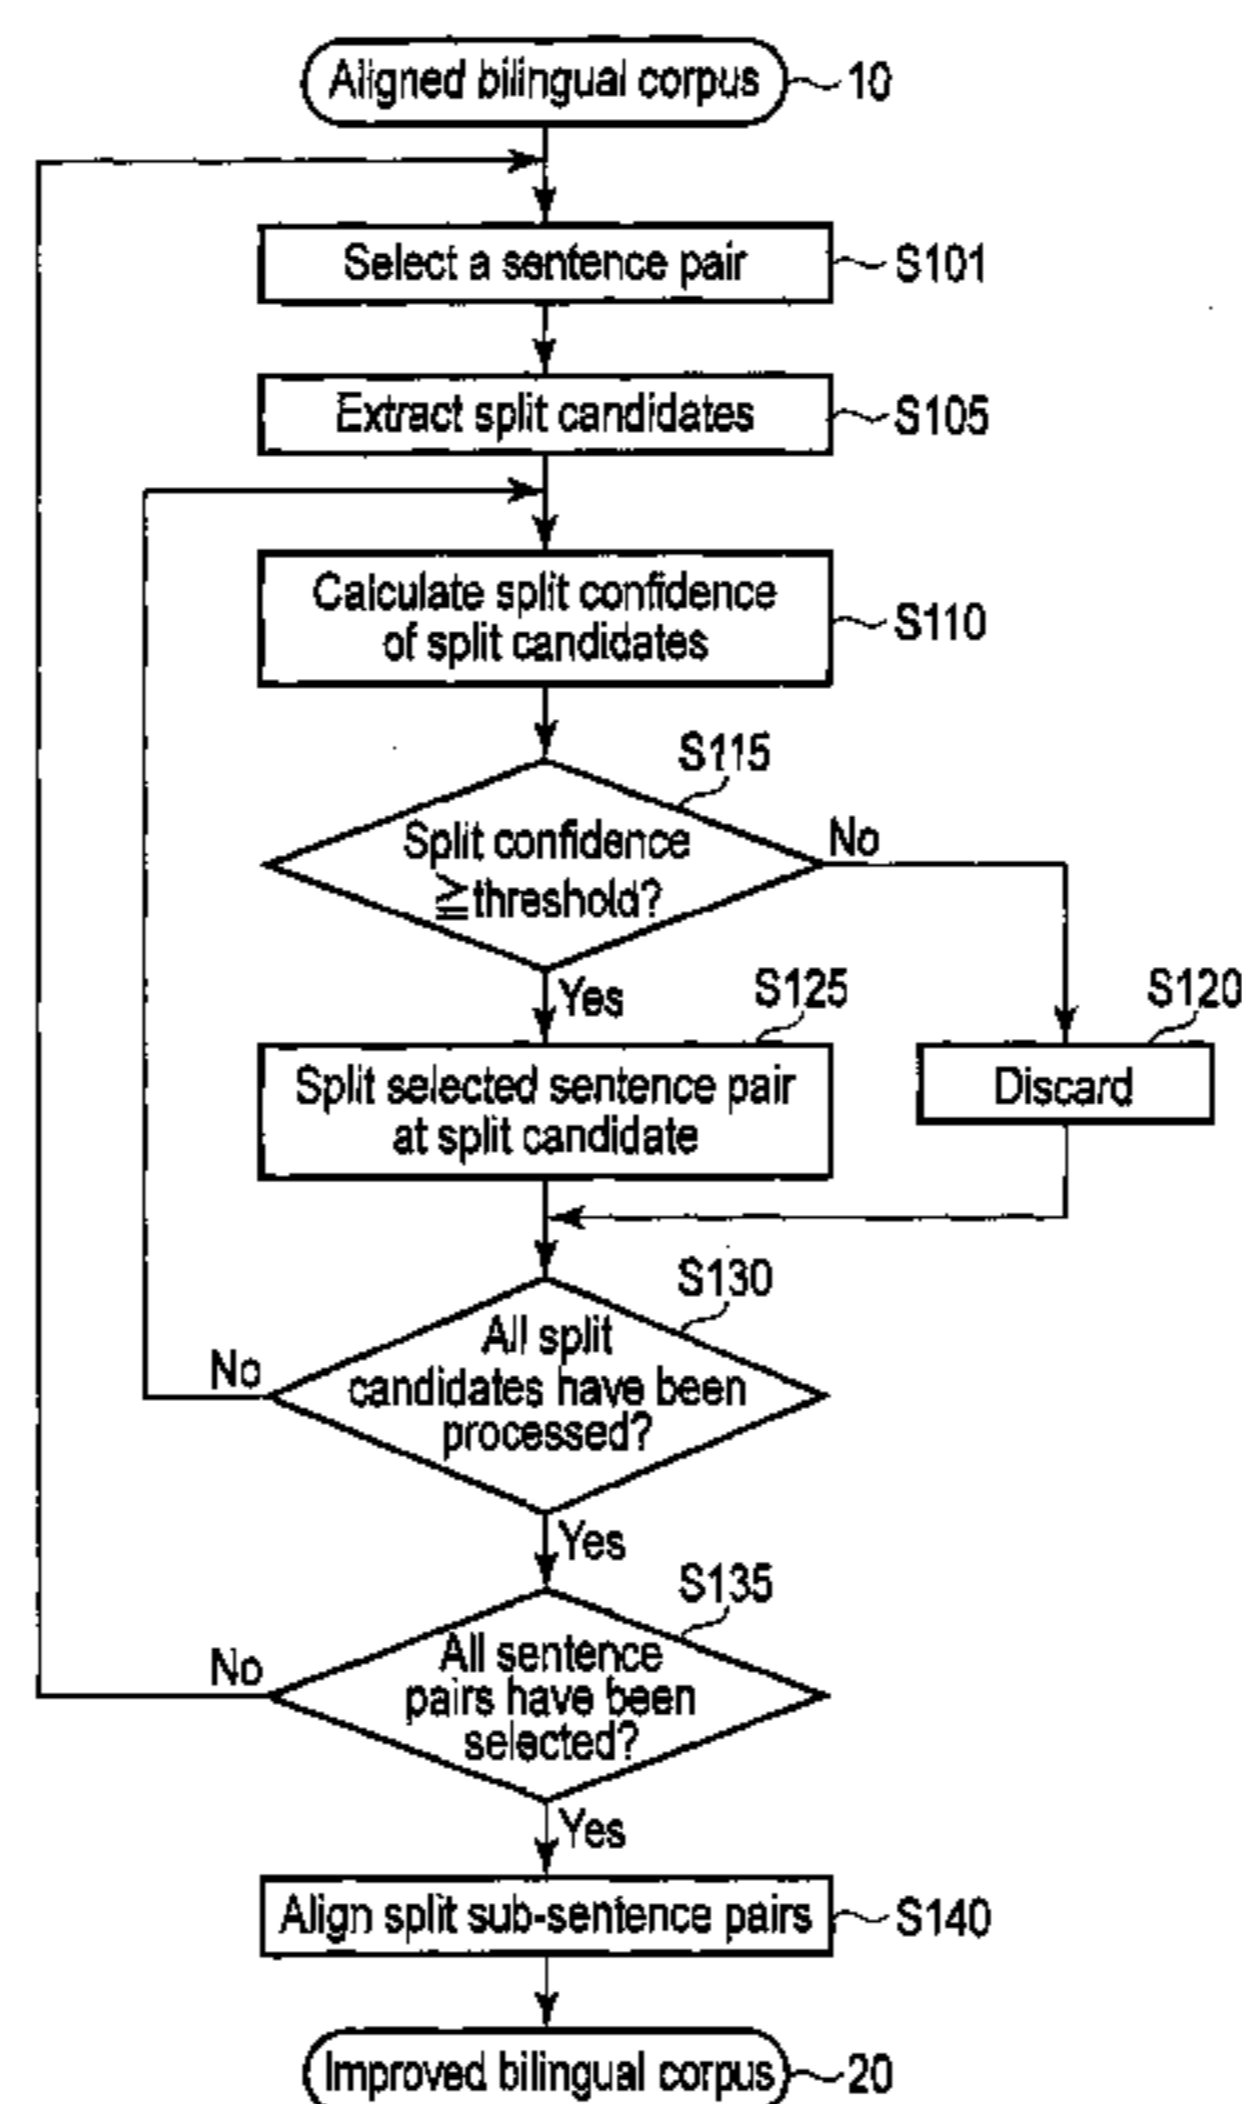 Aligned bilingual corpus
10
Select a sentence pair
S101
Extract split candidates
S105
Calculate split confidence
of split candidates
S110
S115
Split confidence
≧threshold?
No
Yes
S125
S120
Split selected sentence pair
at split candidate
Discard
S130
All split
candidates have been
processed?
No
Yes
S135
All sentence
pairs have been
selected?
No
Yes
Align split sub-sentence pairs
S140
Improved bilingual corpus
20